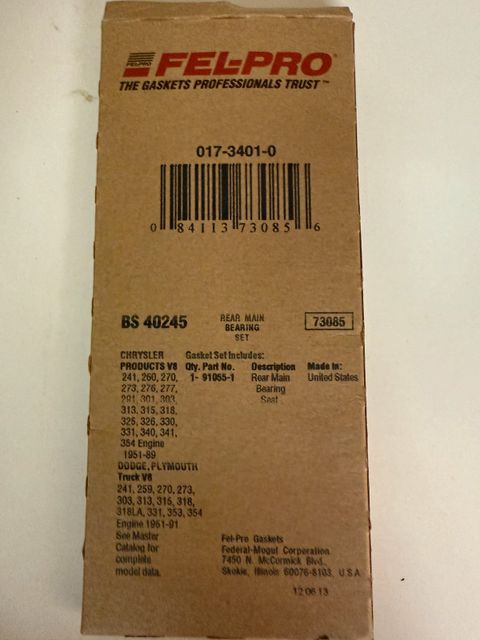 FEL-PRO
FEL-PRO®
THE GASKETS PROFESSIONALS TRUST™
017-3401-0
0 84113 73085 6
BS 40245
REAR MAIN
BEARING
SET
73085
CHRYSLER
PRODUCTS V8
241, 260, 270,
273, 276, 277,
291, 301, 303,
313, 315, 318,
325, 326, 330,
331, 340, 341,
354 Engine
1951-89
DODGE, PLYMOUTH
Truck V8
241, 259, 270, 273,
303, 313, 315, 318,
318LA, 331, 353, 354
Engine 1951-91
See Master
Catalog for
complete
model data.
Gasket Set Includes:
Qty. Part No. Description Made In:
1- 91055-1 Rear Main United States
Bearing
Seal
Fel-Pro Gaskets
Federal-Mogul Corporation
7450 N. McCormick Blvd.,
Skokie, Illinois 60076-8103, U.S.A.
12 06 13